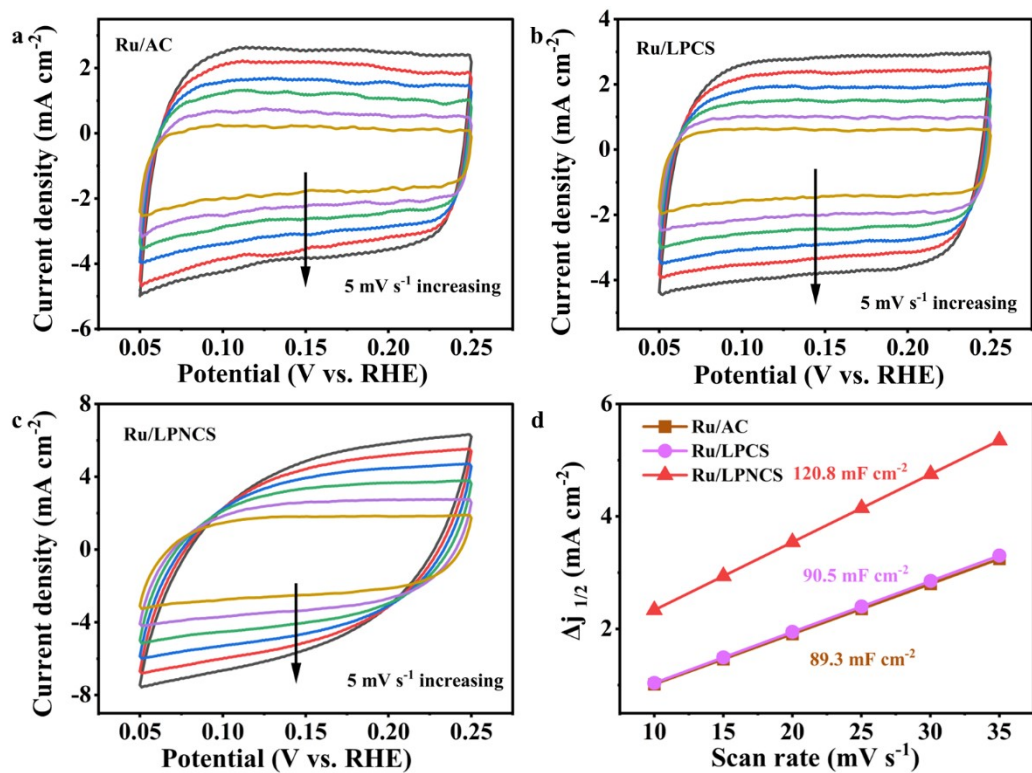 a
Ru/AC
2
0
-2
-4
-6
0.05 0.10 0.15 0.20 0.25
Current density (mA cm⁻²)
Potential (V vs. RHE)
5 mV s⁻¹ increasing
b
Ru/LPCS
4
2
0
-2
-4
0.05 0.10 0.15 0.20 0.25
Current density (mA cm⁻²)
Potential (V vs. RHE)
5 mV s⁻¹ increasing
c
Ru/LPNCS
8
4
0
-4
-8
0.05 0.10 0.15 0.20 0.25
Current density (mA cm⁻²)
Potential (V vs. RHE)
5 mV s⁻¹ increasing
d
Ru/AC
Ru/LPCS
Ru/LPNCS
120.8 mF cm⁻²
90.5 mF cm⁻²
89.3 mF cm⁻²
6
4
2
10 15 20 25 30 35
Δj 1/2 (mA cm⁻²)
Scan rate (mV s⁻¹)